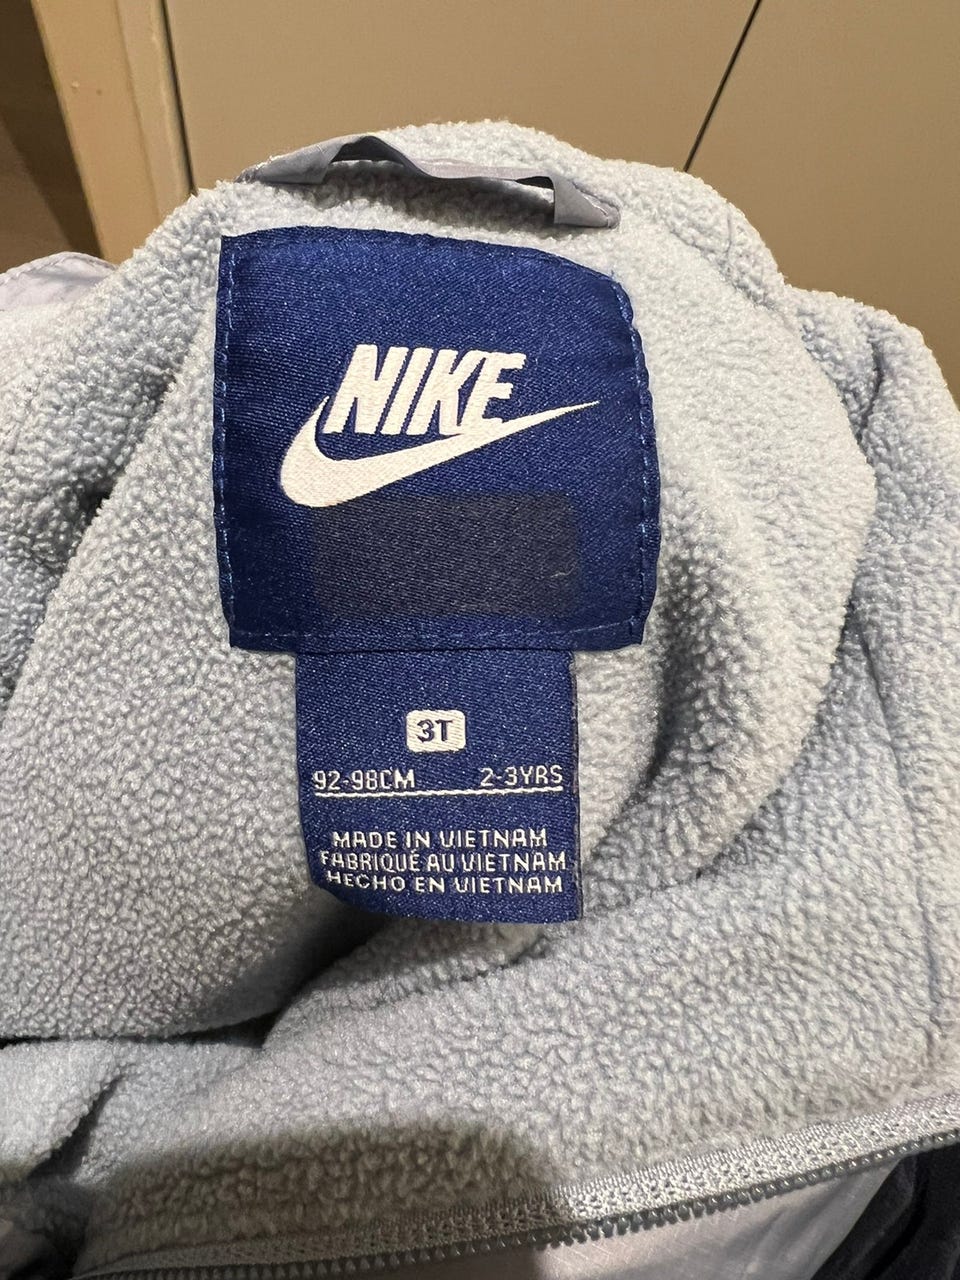 NIKE
3T
92-98CM 2-3YRS
MADE IN VIETNAM
FABRIQUÉ AU VIETNAM
HECHO EN VIETNAM